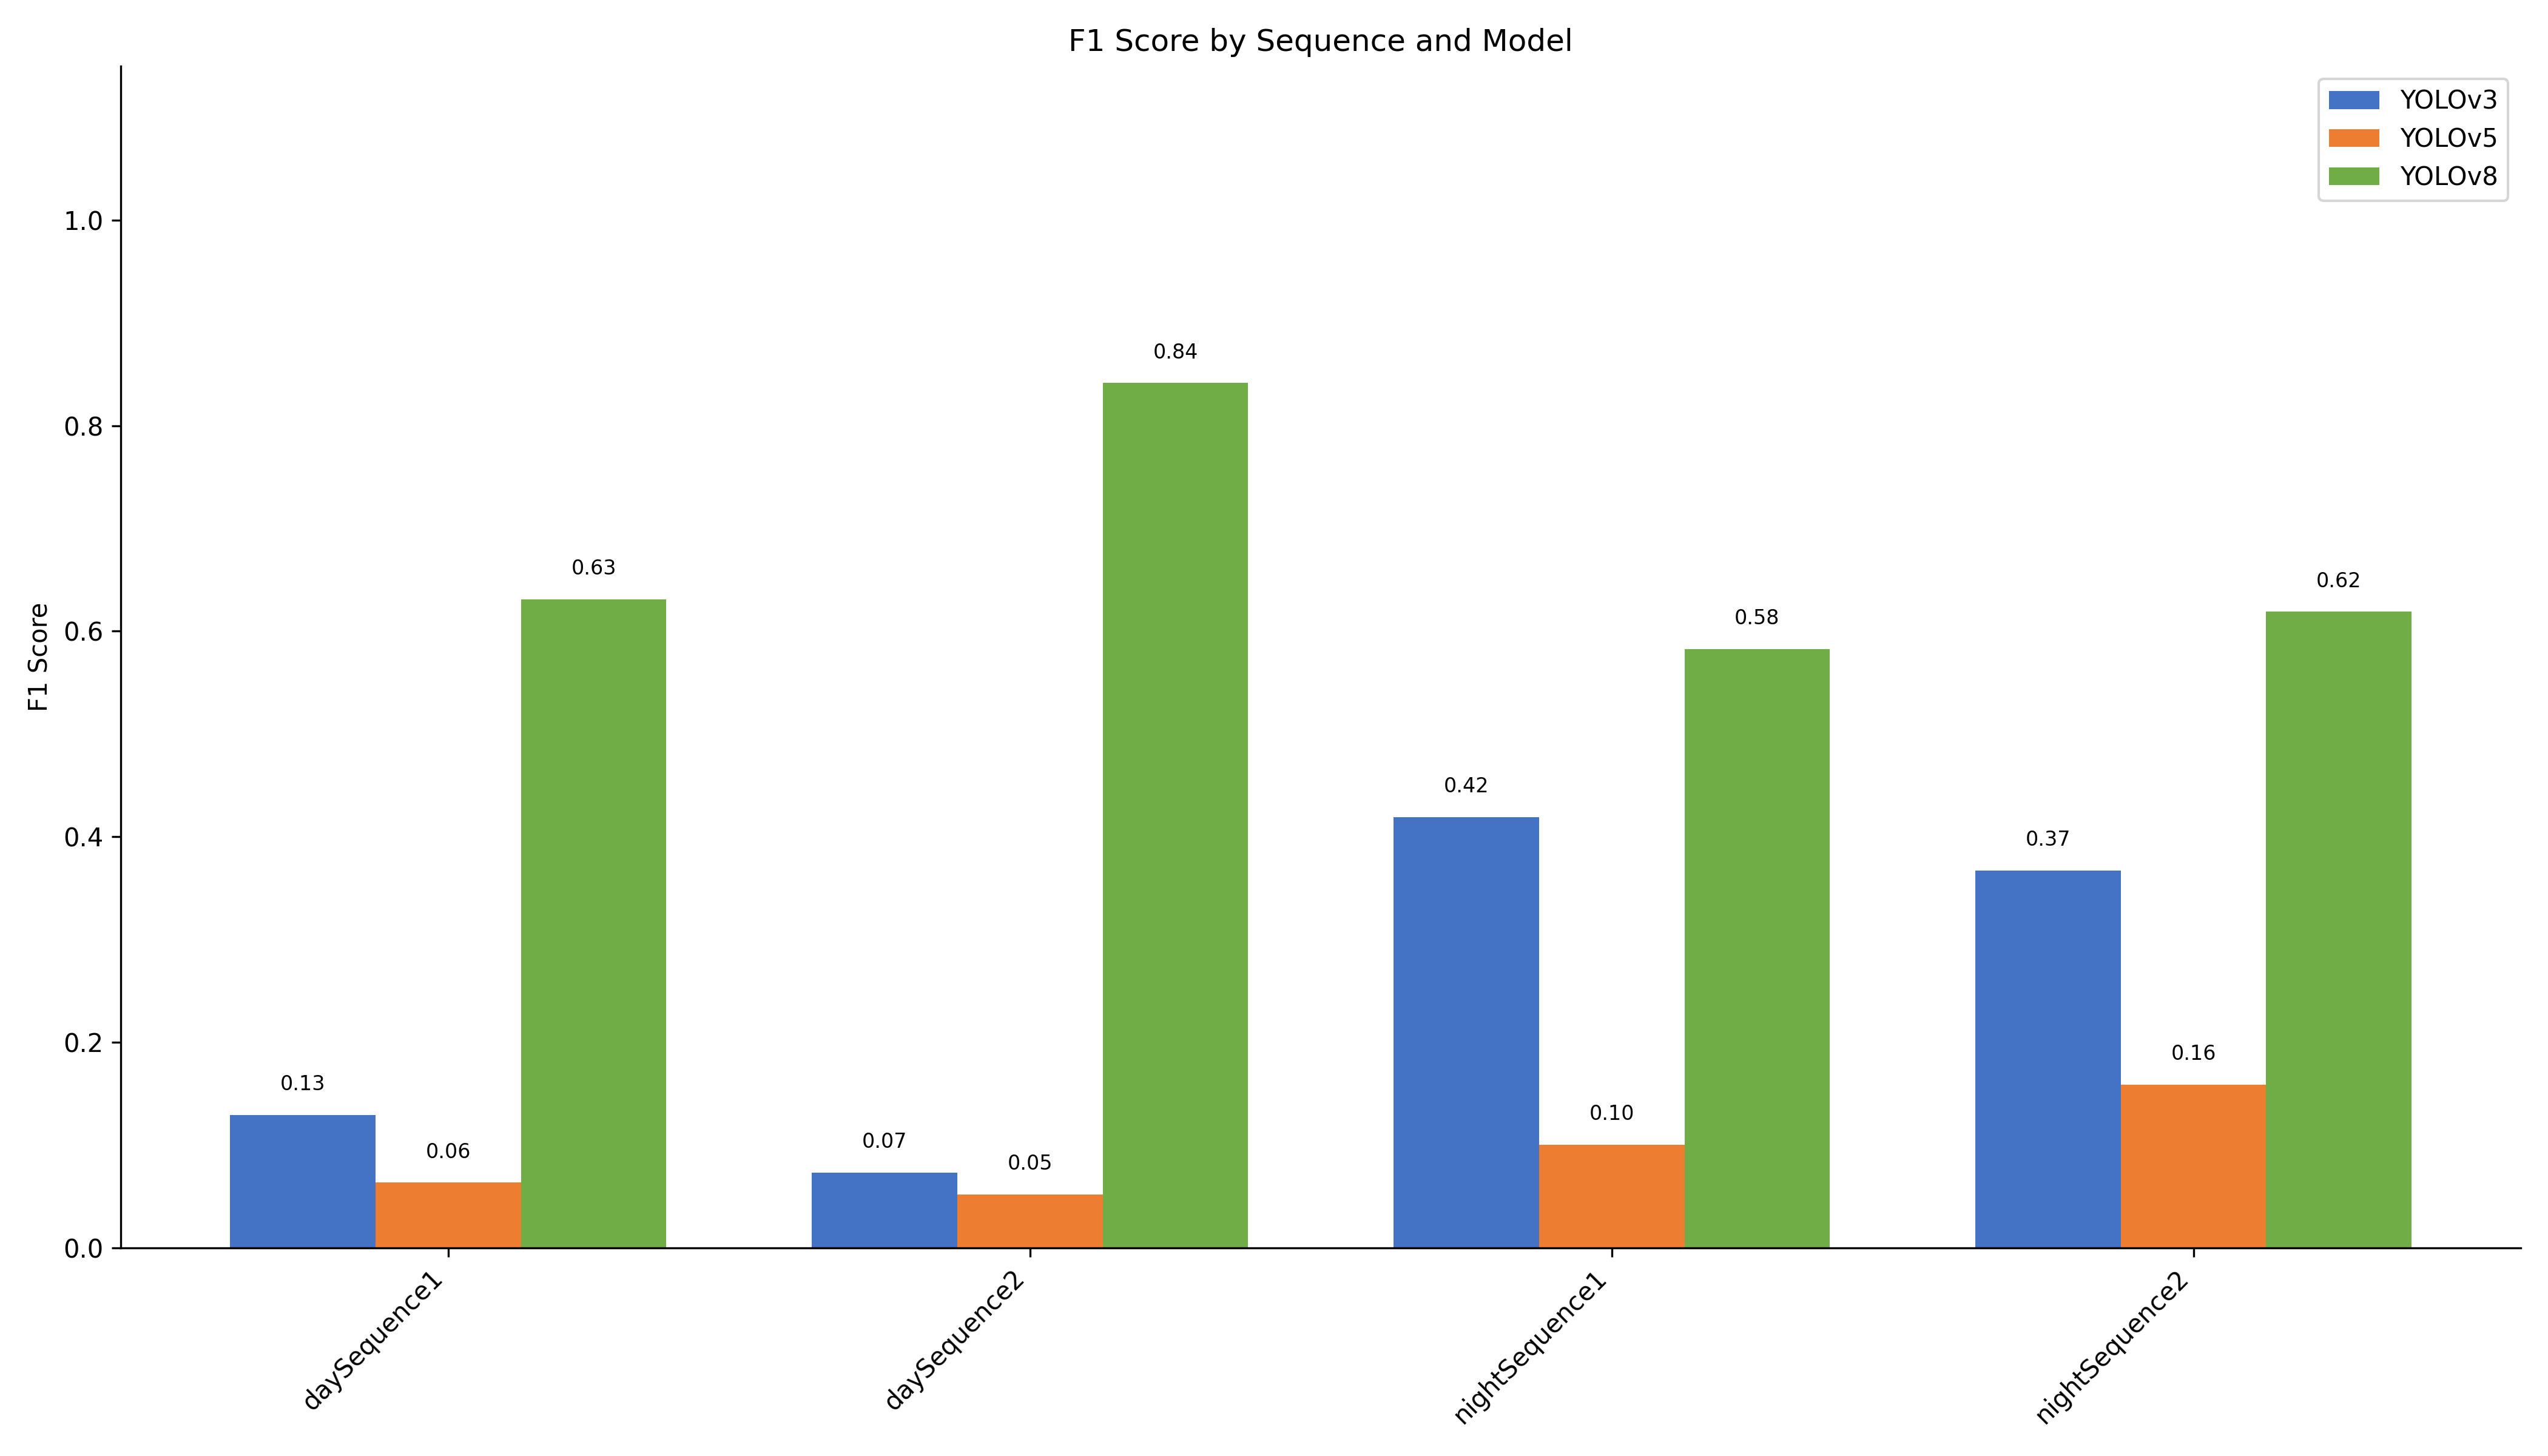 F1 Score by Sequence and Model
YOLOv3
YOLOv5
YOLOv8
F1 Score
1.0
0.8
0.6
0.4
0.2
0.0
0.13
0.06
0.63
0.07
0.05
0.84
0.42
0.10
0.58
0.37
0.16
0.62
daySequence1
daySequence2
nightSequence1
nightSequence2